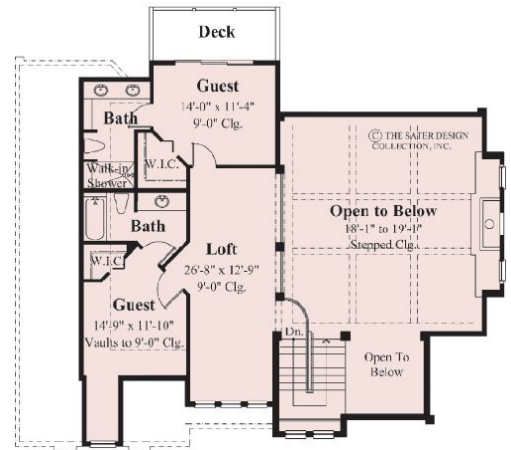 Deck
Guest
14'-0" x 11'-4"
9'-0" Clg.
Bath
W.I.C.
Walk-in
Shower
© THE SATER DESIGN
COLLECTION, INC.
Open to Below
18'-1" to 19'-1"
Stepped Clg.
Bath
Loft
26'-8" x 12'-9"
9'-0" Clg.
W.I.C.
Guest
14'-9" x 11'-10"
Vaults to 9'-0" Clg.
Dn.
Open To
Below